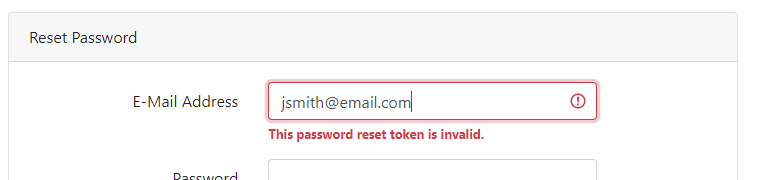 Reset Password
E-Mail Address
jsmith@email.com
This password reset token is invalid.
Password